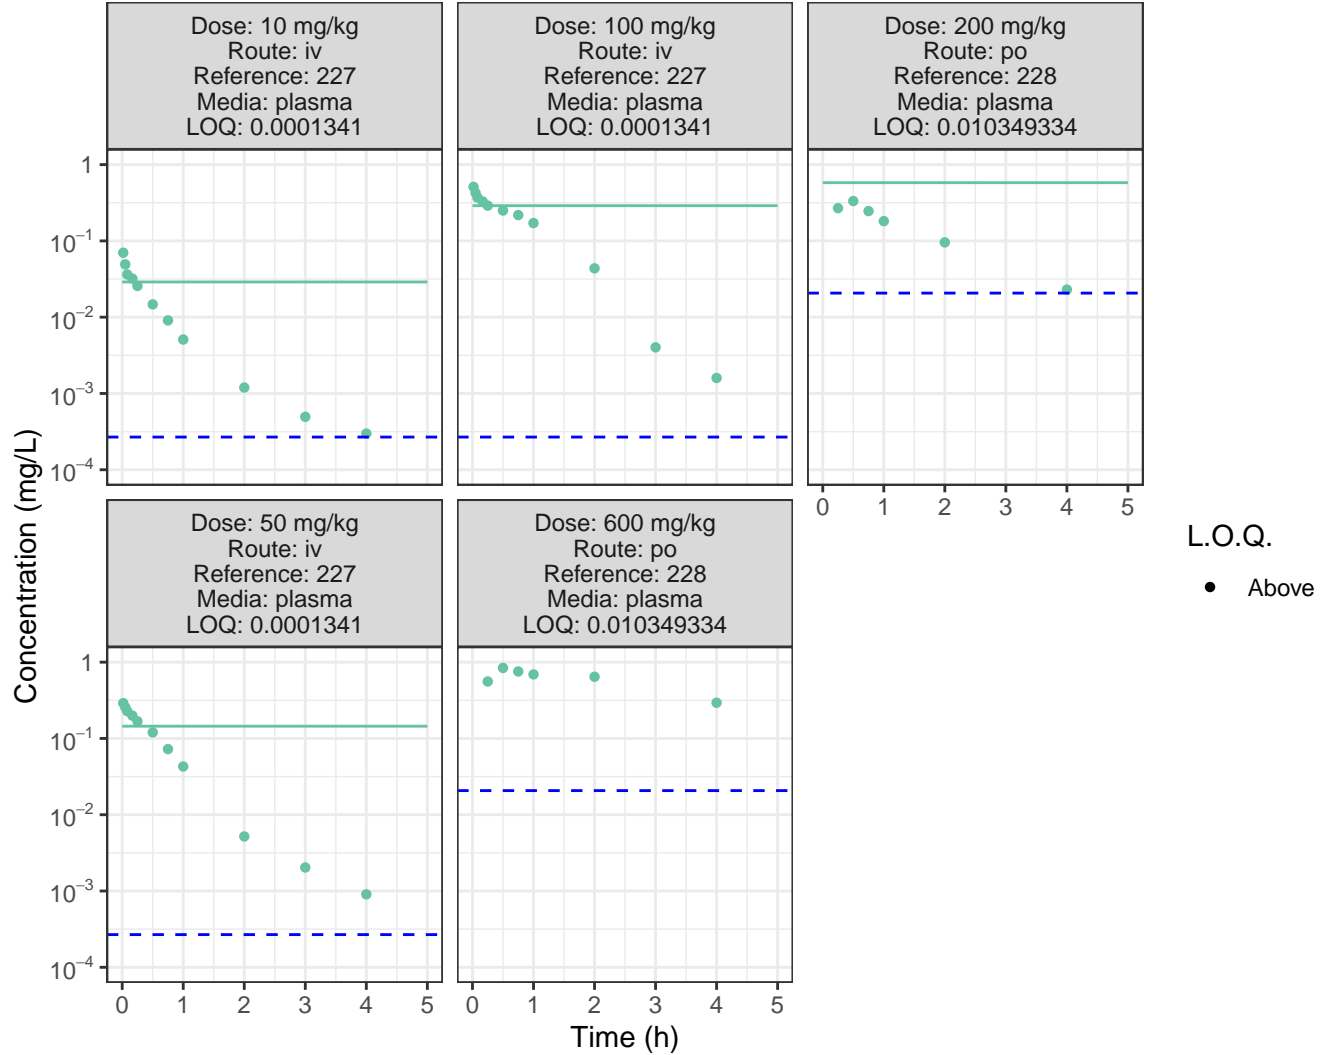 Dose: 10 mg/kg
Route: iv
Reference: 227
Media: plasma
LOQ: 0.0001341
Dose: 100 mg/kg
Route: iv
Reference: 227
Media: plasma
LOQ: 0.0001341
Dose: 200 mg/kg
Route: po
Reference: 228
Media: plasma
LOQ: 0.010349334
1
10⁻¹
10⁻²
10⁻³
10⁻⁴
0 1 2 3 4 5
Dose: 50 mg/kg
Route: iv
Reference: 227
Media: plasma
LOQ: 0.0001341
Dose: 600 mg/kg
Route: po
Reference: 228
Media: plasma
LOQ: 0.010349334
1
10⁻¹
10⁻²
10⁻³
10⁻⁴
0 1 2 3 4 5
0 1 2 3 4 5
Time (h)
Concentration (mg/L)
L.O.Q.
Above